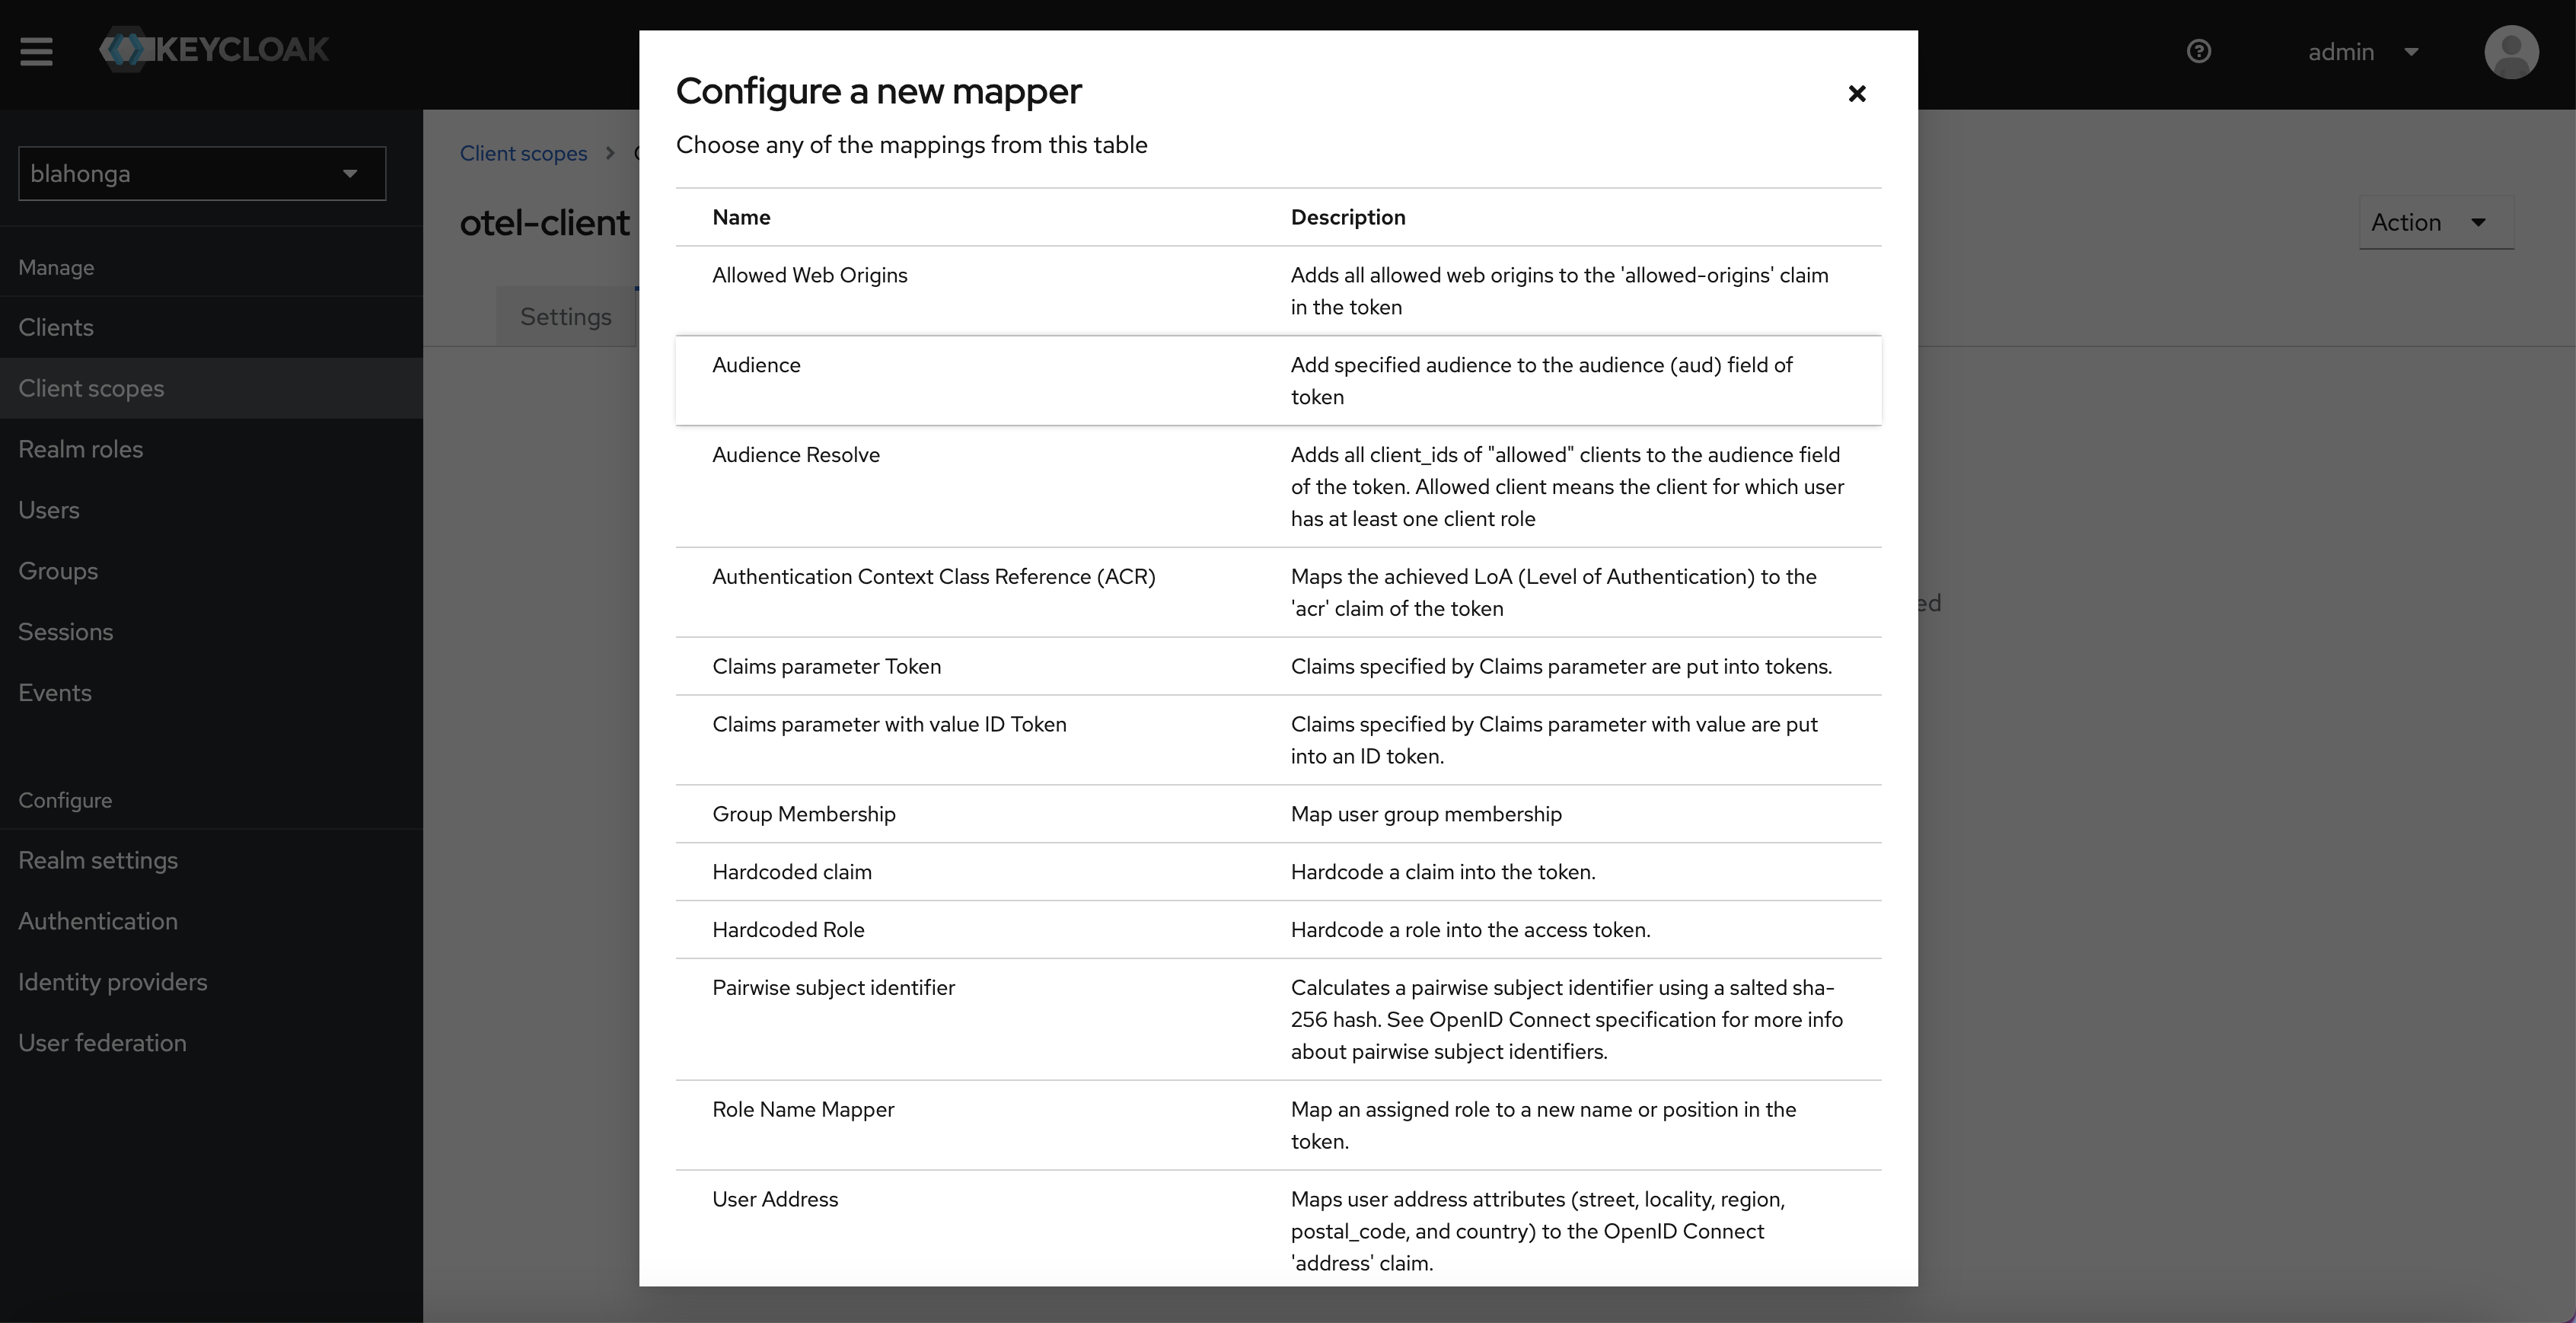 KEYCLOAK
admin
blahonga
Manage
Clients
Client scopes
Realm roles
Users
Groups
Sessions
Events
Configure
Realm settings
Authentication
Identity providers
User federation
Client scopes
otel-client
Action
Settings
ed
Configure a new mapper
Choose any of the mappings from this table
Name Description
Allowed Web Origins Adds all allowed web origins to the 'allowed-origins' claim
in the token
Audience Add specified audience to the audience (aud) field of
token
Audience Resolve Adds all client_ids of "allowed" clients to the audience field
of the token. Allowed client means the client for which user
has at least one client role
Authentication Context Class Reference (ACR) Maps the achieved LoA (Level of Authentication) to the
'acr' claim of the token
Claims parameter Token Claims specified by Claims parameter are put into tokens.
Claims parameter with value ID Token Claims specified by Claims parameter with value are put
into an ID token.
Group Membership Map user group membership
Hardcoded claim Hardcode a claim into the token.
Hardcoded Role Hardcode a role into the access token.
Pairwise subject identifier Calculates a pairwise subject identifier using a salted sha-
256 hash. See OpenID Connect specification for more info
about pairwise subject identifiers.
Role Name Mapper Map an assigned role to a new name or position in the
token.
User Address Maps user address attributes (street, locality, region,
postal_code, and country) to the OpenID Connect
'address' claim.